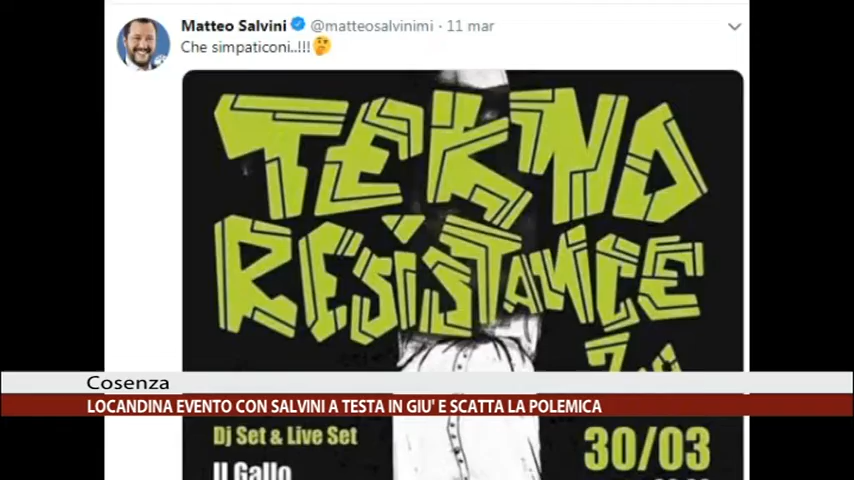 Matteo Salvini @matteosalvinimi · 11 mar
Che simpaticoni..!!!🤔
TEKNO
RESISTANCE
Cosenza
LOCANDINA EVENTO CON SALVINI A TESTA IN GIU' E SCATTA LA POLEMICA
Dj Set & Live Set
30/03
Il Gallo